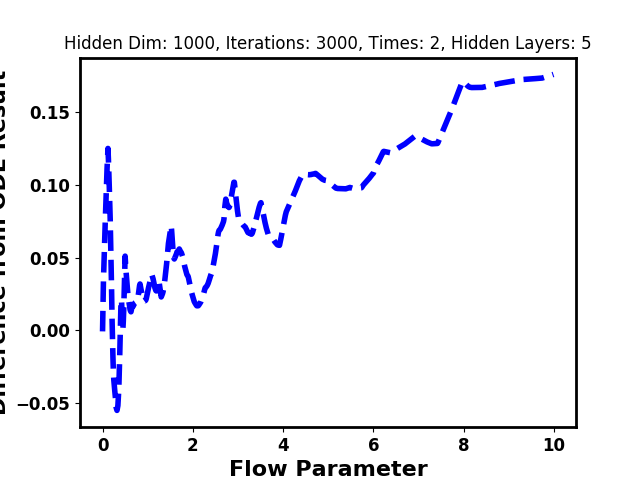 Hidden Dim: 1000, Iterations: 3000, Times: 2, Hidden Layers: 5
Difference from ODE Result
0.15
0.10
0.05
0.00
−0.05
0 2 4 6 8 10
Flow Parameter